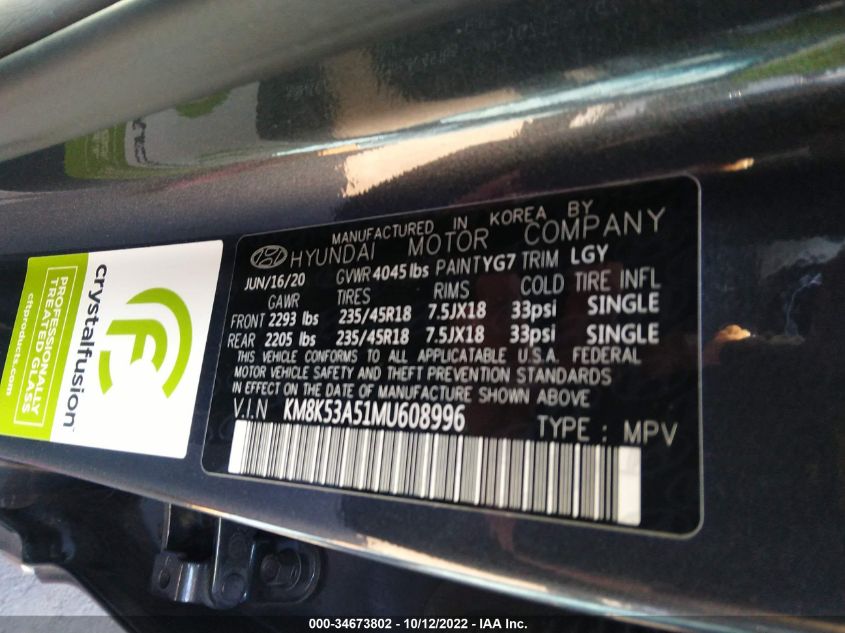 MANUFACTURED IN KOREA BY
HYUNDAI MOTOR COMPANY
JUN/16/20 GVWR 4045 lbs PAINT YG7 TRIM LGY
GAWR TIRES RIMS COLD TIRE INFL
FRONT 2293 lbs 235/45R18 7.5JX18 33psi SINGLE
REAR 2205 lbs 235/45R18 7.5JX18 33psi SINGLE
THIS VEHICLE CONFORMS TO ALL APPLICATABLE U.S.A. FEDERAL
MOTOR VEHICLE SAFETY AND THEFT PREVENTION STANDARDS
IN EFFECT ON THE DATE OF MANUFACTURE SHOWN ABOVE
V.I.N KM8K53A51MU608996 TYPE : MPV
crystalfusion
PROFESSIONALLY
TREATED GLASS
cftproducts.com
000-34673802 - 10/12/2022 - IAA Inc.